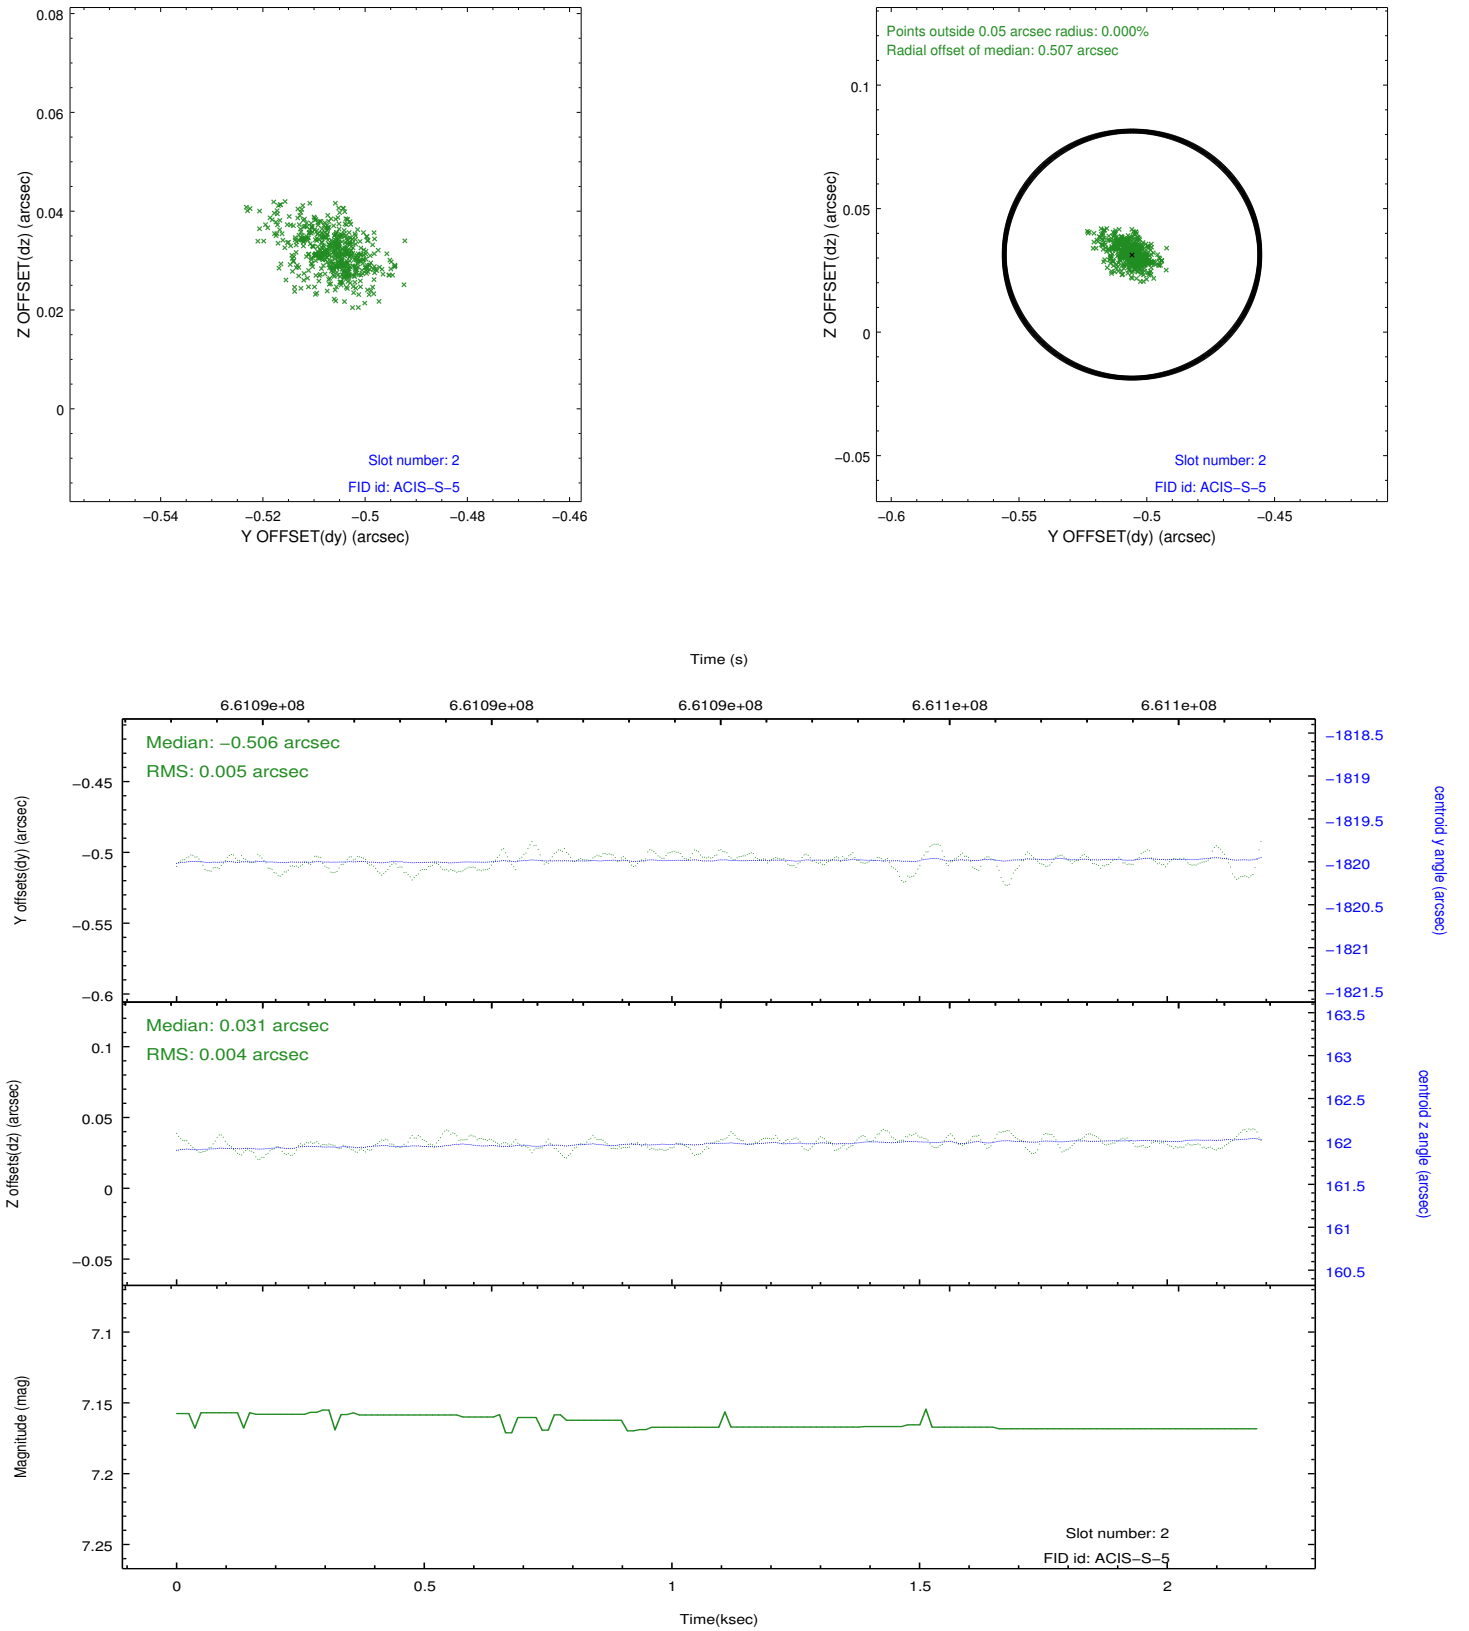 0.08
0.06
0.04
0.02
0
Z OFFSET(dz) (arcsec)
Slot number: 2
FID id: ACIS−S−5
−0.54 −0.52 −0.5 −0.48 −0.46
Y OFFSET(dy) (arcsec)
Points outside 0.05 arcsec radius: 0.000%
Radial offset of median: 0.507 arcsec
0.1
0.05
0
−0.05
Z OFFSET(dz) (arcsec)
Slot number: 2
FID id: ACIS−S−5
−0.6 −0.55 −0.5 −0.45
Y OFFSET(dy) (arcsec)
Time (s)
6.6109e+08 6.6109e+08 6.6109e+08 6.611e+08 6.611e+08
Median: −0.506 arcsec
RMS: 0.005 arcsec
−0.45
−0.5
−0.55
−0.6
Y offsets(dy) (arcsec)
−1818.5
−1819
−1819.5
−1820
−1820.5
−1821
−1821.5
centroid y angle (arcsec)
Median: 0.031 arcsec
RMS: 0.004 arcsec
0.1
0.05
0
−0.05
Z offsets(dz) (arcsec)
163.5
163
162.5
162
161.5
161
160.5
centroid z angle (arcsec)
7.1
7.15
7.2
7.25
Magnitude (mag)
Slot number: 2
FID id: ACIS−S−5
0 0.5 1 1.5 2
Time(ksec)